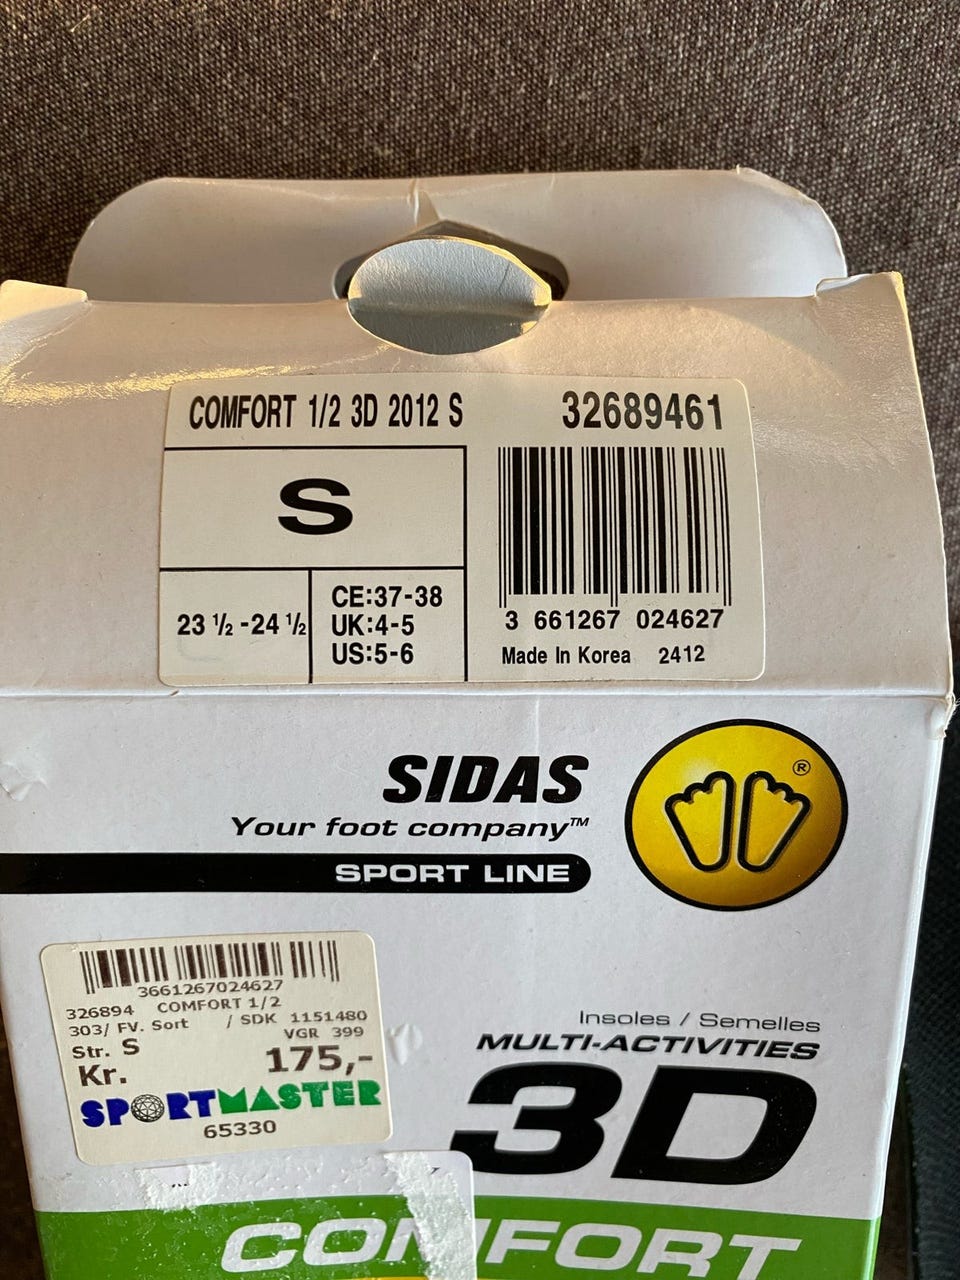 COMFORT 1/2 3D 2012 S
32689461
S
23 ½ -24 ½
CE:37-38
UK:4-5
US:5-6
3 661267 024627
Made In Korea 2412
SIDAS
Your foot company™
SPORT LINE
®
3661267024627
326894 COMFORT 1/2
303/ FV. Sort / SDK 1151480
VGR 399
Str. S
Kr. 175,-
SPORTMASTER
65330
Insoles / Semelles
MULTI-ACTIVITIES
3D
COMFORT